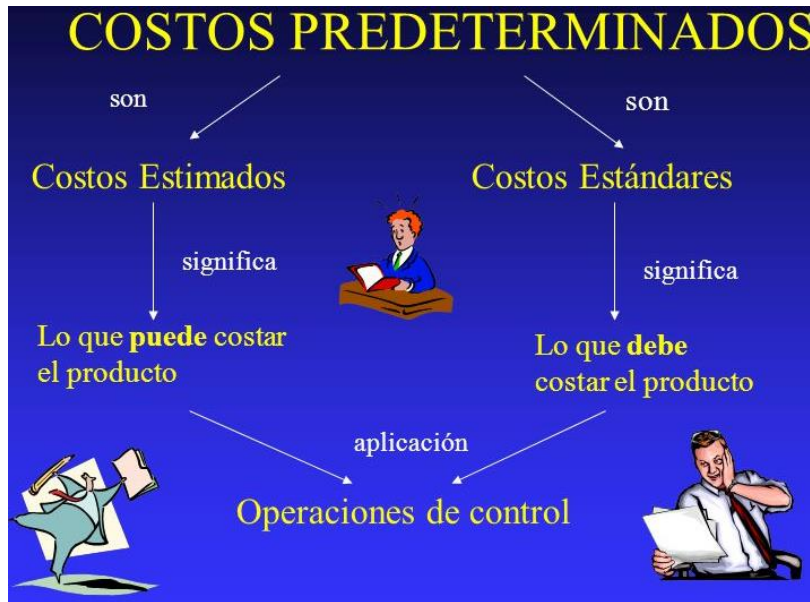 COSTOS PREDETERMINADOS
son
son
Costos Estimados
Costos Estándares
significa
significa
Lo que puede costar
el producto
Lo que debe
costar el producto
aplicación
Operaciones de control